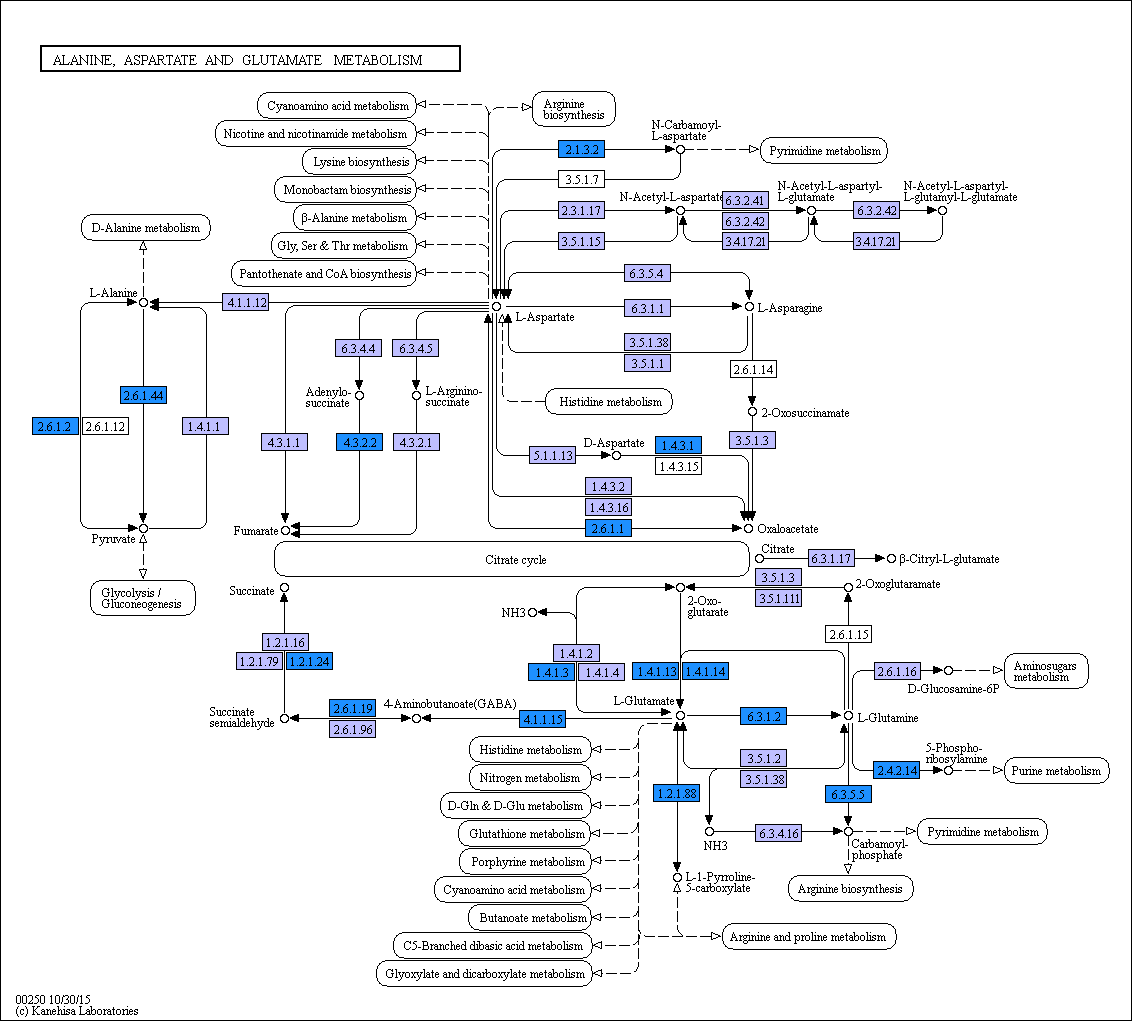 ALANINE, ASPARTATE AND GLUTAMATE METABOLISM
Cyanoamino acid metabolism
Arginine
biosynthesis
Nicotine and nicotinamide metabolism
N-Carbamoyl-
L-aspartate
2.1.3.2
Pyrimidine metabolism
Lysine biosynthesis
3.5.1.7
Monobactam biosynthesis
N-Acetyl-L-aspartate
N-Acetyl-L-aspartyl-
L-glutamate
N-Acetyl-L-aspartyl-
L-glutamyl-L-glutamate
6.3.2.41
2.3.1.17
6.3.2.42
6.3.2.42
β-Alanine metabolism
D-Alanine metabolism
3.5.1.15
3.4.17.21
3.4.17.21
Gly, Ser & Thr metabolism
Pantothenate and CoA biosynthesis
6.3.5.4
L-Alanine
4.1.1.12
6.3.1.1
L-Aspartate
L-Asparagine
6.3.4.4
6.3.4.5
3.5.1.38
3.5.1.1
2.6.1.14
Adenylo-
succinate
L-Arginino-
succinate
2.6.1.44
Histidine metabolism
2-Oxosuccinamate
2.6.1.2
2.6.1.12
1.4.1.1
4.3.1.1
4.3.2.2
4.3.2.1
D-Aspartate
1.4.3.1
3.5.1.3
5.1.1.13
1.4.3.15
1.4.3.2
1.4.3.16
Fumarate
2.6.1.1
Oxaloacetate
Pyruvate
Citrate cycle
Citrate
6.3.1.17
β-Citryl-L-glutamate
Glycolysis /
Gluconeogenesis
Succinate
3.5.1.3
3.5.1.111
2-Oxoglutaramate
NH3
2-Oxo-
glutarate
1.2.1.16
2.6.1.15
1.2.1.79
1.2.1.24
1.4.1.2
1.4.1.3
1.4.1.4
1.4.1.13
1.4.1.14
2.6.1.16
Aminosugars
metabolism
D-Glucosamine-6P
L-Glutamate
Succinate
semialdehyde
2.6.1.19
2.6.1.96
4-Aminobutanoate(GABA)
4.1.1.15
6.3.1.2
L-Glutamine
Histidine metabolism
5-Phospho-
ribosylamine
3.5.1.2
3.5.1.38
2.4.2.14
Purine metabolism
Nitrogen metabolism
1.2.1.88
6.3.5.5
D-Gln & D-Glu metabolism
Glutathione metabolism
NH3
6.3.4.16
Carbamoyl-
phosphate
Pyrimidine metabolism
Porphyrine metabolism
L-1-Pyrroline-
5-carboxylate
Arginine biosynthesis
Cyanoamino acid metabolism
Butanoate metabolism
Arginine and proline metabolism
C5-Branched dibasic acid metabolism
Glyoxylate and dicarboxylate metabolism
00250 10/30/15
(c) Kanehisa Laboratories